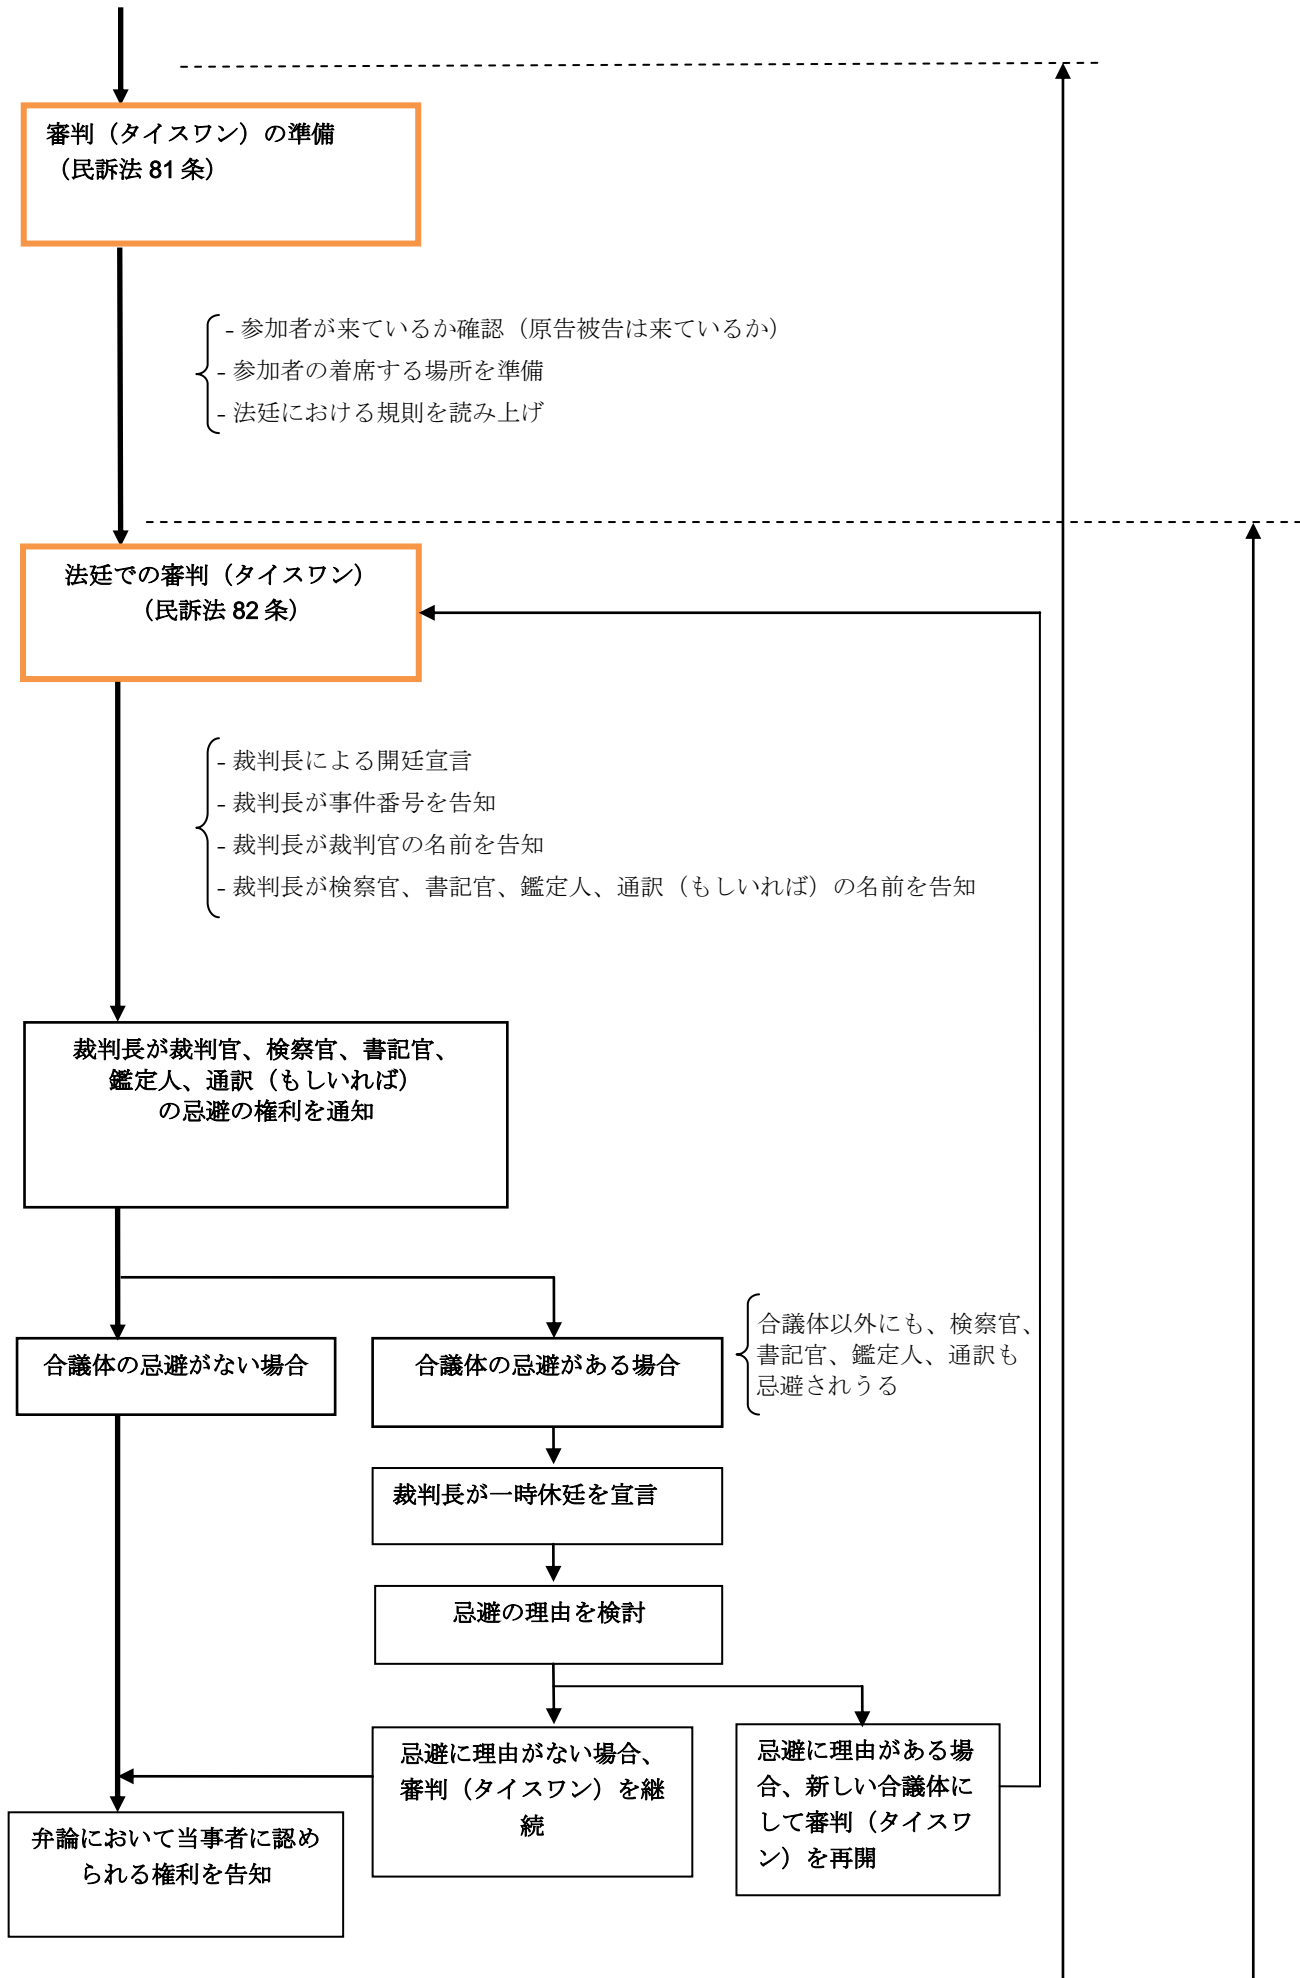 審判（タイスワン）の準備
（民訴法 81 条）
- 参加者が来ているか確認（原告被告は来ているか）
- 参加者の着席する場所を準備
- 法廷における規則を読み上げ
法廷での審判（タイスワン）
（民訴法 82 条）
- 裁判長による開廷宣言
- 裁判長が事件番号を告知
- 裁判長が裁判官の名前を告知
- 裁判長が検察官、書記官、鑑定人、通訳（もしいれば）の名前を告知
裁判長が裁判官、検察官、書記官、
鑑定人、通訳（もしいれば）
の忌避の権利を通知
合議体の忌避がない場合
合議体の忌避がある場合
合議体以外にも、検察官、
書記官、鑑定人、通訳も
忌避されうる
裁判長が一時休廷を宣言
忌避の理由を検討
忌避に理由がない場合、
審判（タイスワン）を継
続
忌避に理由がある場
合、新しい合議体に
して審判（タイスワ
ン）を再開
弁論において当事者に認め
られる権利を告知